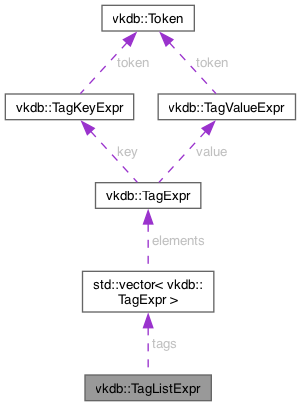 vkdb::Token
token
token
vkdb::TagKeyExpr
vkdb::TagValueExpr
key
value
vkdb::TagExpr
elements
std::vector< vkdb::
TagExpr >
tags
vkdb::TagListExpr